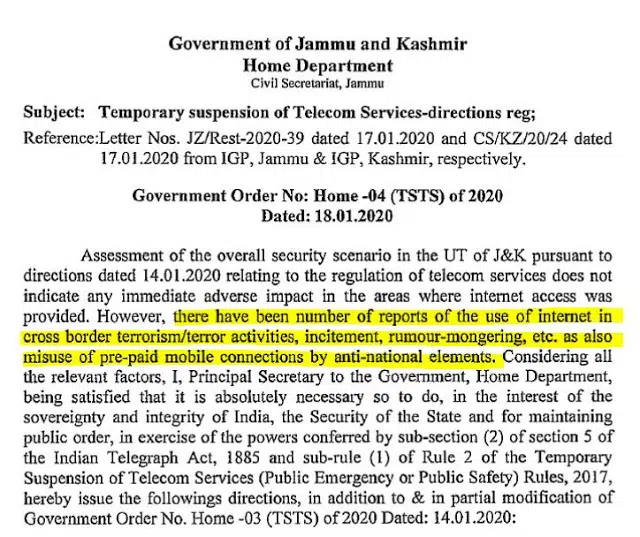 Government of Jammu and Kashmir
Home Department
Civil Secretariat, Jammu
Subject: Temporary suspension of Telecom Services-directions reg;
Reference:Letter Nos. JZ/Rest-2020-39 dated 17.01.2020 and CS/KZ/20/24 dated
17.01.2020 from IGP, Jammu & IGP, Kashmir, respectively.
Government Order No: Home -04 (TSTS) of 2020
Dated: 18.01.2020
Assessment of the overall security scenario in the UT of J&K pursuant to
directions dated 14.01.2020 relating to the regulation of telecom services does not
indicate any immediate adverse impact in the areas where internet access was
provided. However, there have been number of reports of the use of internet in
cross border terrorism/terror activities, incitement, rumour-mongering, etc. as also
misuse of pre-paid mobile connections by anti-national elements. Considering all
the relevant factors, I, Principal Secretary to the Government, Home Department,
being satisfied that it is absolutely necessary so to do, in the interest of the
sovereignty and integrity of India, the Security of the State and for maintaining
public order, in exercise of the powers conferred by sub-section (2) of section 5 of
the Indian Telegraph Act, 1885 and sub-rule (1) of Rule 2 of the Temporary
Suspension of Telecom Services (Public Emergency or Public Safety) Rules, 2017,
hereby issue the followings directions, in addition to & in partial modification of
Government Order No. Home -03 (TSTS) of 2020 Dated: 14.01.2020: